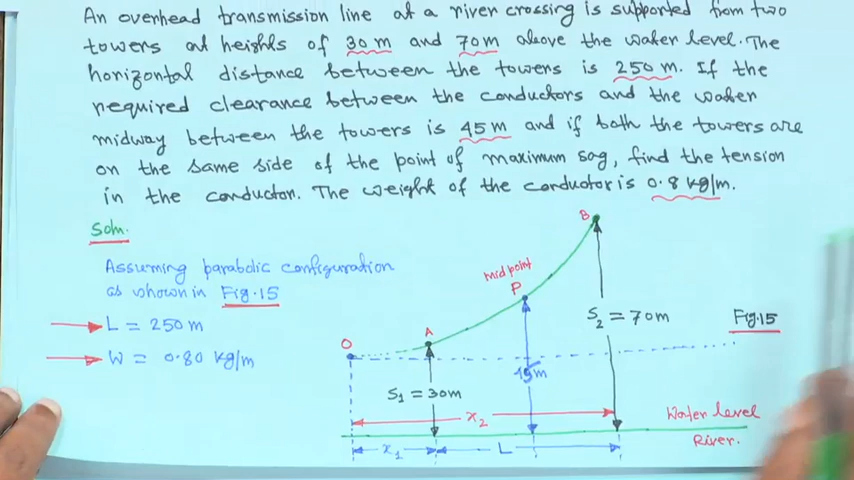 An overhead transmission line at a river crossing is supported from two
towers at heights of 30 m and 70 m above the water level. The
horizontal distance between the towers is 250 m. If the
required clearance between the conductors and the water
midway between the towers is 45 m and if both the towers are
on the same side of the point of maximum sag, find the tension
in the conductor. The weight of the conductor is 0.8 kg/m.
Soln.
Assuming parabolic configuration
as shown in Fig.15
L = 250 m
W = 0.80 kg/m
B
mid point
P
A
O
S2 = 70m
Fig.15
45m
S1 = 30m
x2
Water level
River.
x1
L